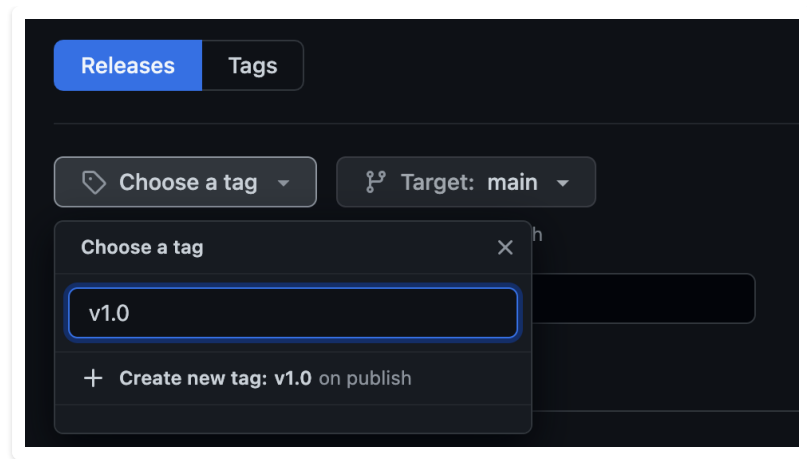 Releases Tags
Choose a tag Target: main
h
Choose a tag
v1.0
Create new tag: v1.0 on publish